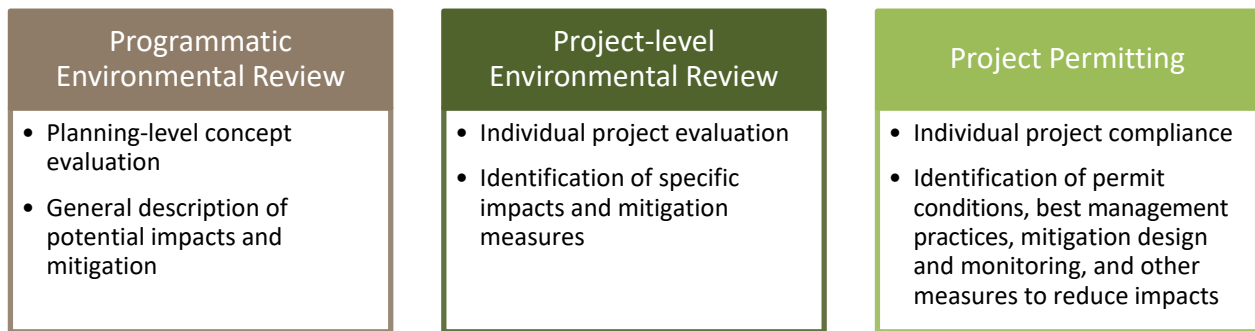 Programmatic
Environmental Review
• Planning-level concept
evaluation
• General description of
potential impacts and
mitigation
Project-level
Environmental Review
• Individual project evaluation
• Identification of specific
impacts and mitigation
measures
Project Permitting
• Individual project compliance
• Identification of permit
conditions, best management
practices, mitigation design
and monitoring, and other
measures to reduce impacts